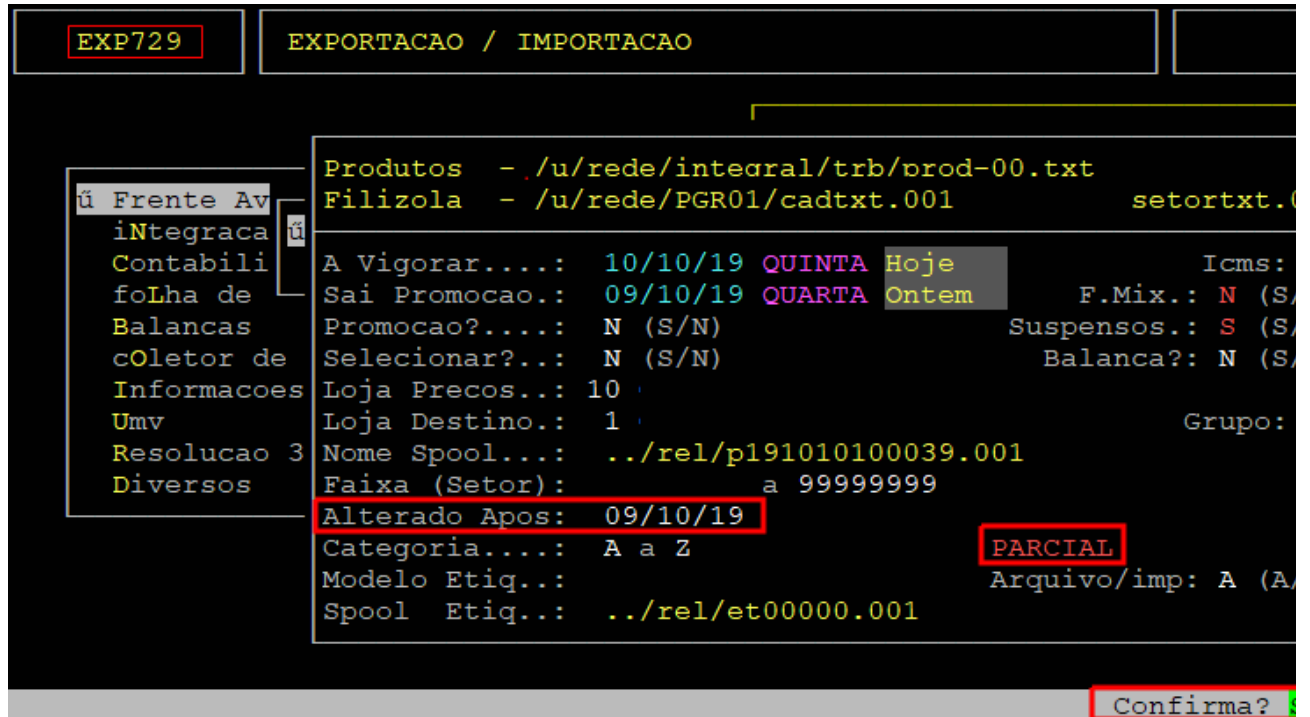 EXP729 EXPORTACAO / IMPORTACAO
Produtos - /u/rede/integral/trb/prod-00.txt
ű Frente Av Filizola - /u/rede/PGR01/cadtxt.001 setortxt.0
iNtegraca ű
Contabili A Vigorar....: 10/10/19 QUINTA Hoje Icms:
foLha de Sai Promocao.: 09/10/19 QUARTA Ontem F.Mix.: N (S/
Balancas Promocao?....: N (S/N) Suspensos.: S (S/
cOletor de Selecionar?..: N (S/N) Balanca?: N (S/
Informacoes Loja Precos..: 10
Umv Loja Destino.: 1 Grupo:
Resolucao 3 Nome Spool...: ../rel/p191010100039.001
Diversos Faixa (Setor): a 99999999
Alterado Apos: 09/10/19
Categoria....: A a Z PARCIAL
Modelo Etiq..: Arquivo/imp: A (A/
Spool Etiq..: ../rel/et00000.001
Confirma? S